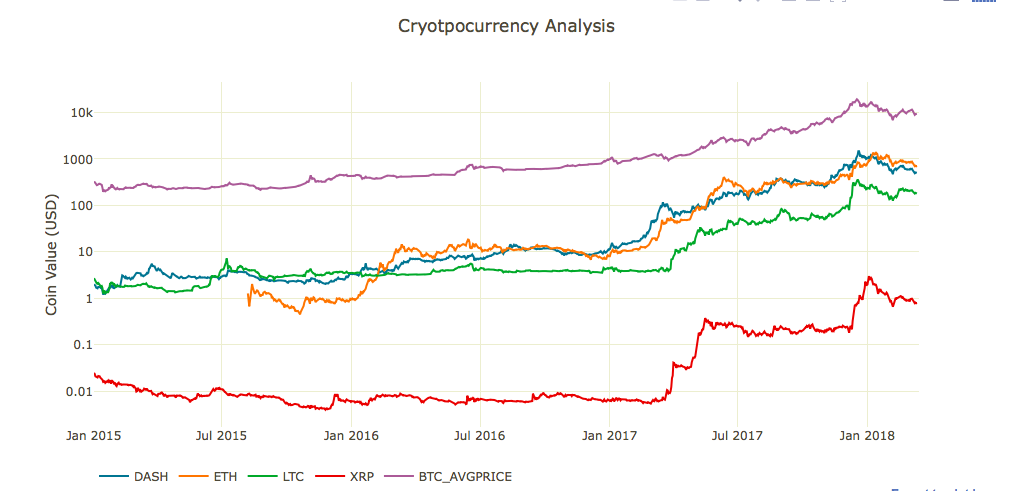 Cryotpocurrency Analysis
Coin Value (USD)
10k
1000
100
10
1
0.1
0.01
Jan 2015 Jul 2015 Jan 2016 Jul 2016 Jan 2017 Jul 2017 Jan 2018
DASH ETH LTC XRP BTC_AVGPRICE